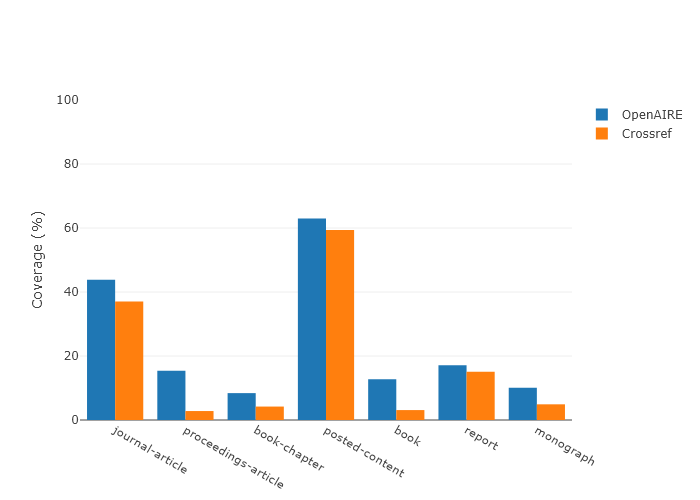 100
80
60
40
20
0
Coverage (%)
journal-article
proceedings-article
book-chapter
posted-content
book
report
monograph
OpenAIRE
Crossref